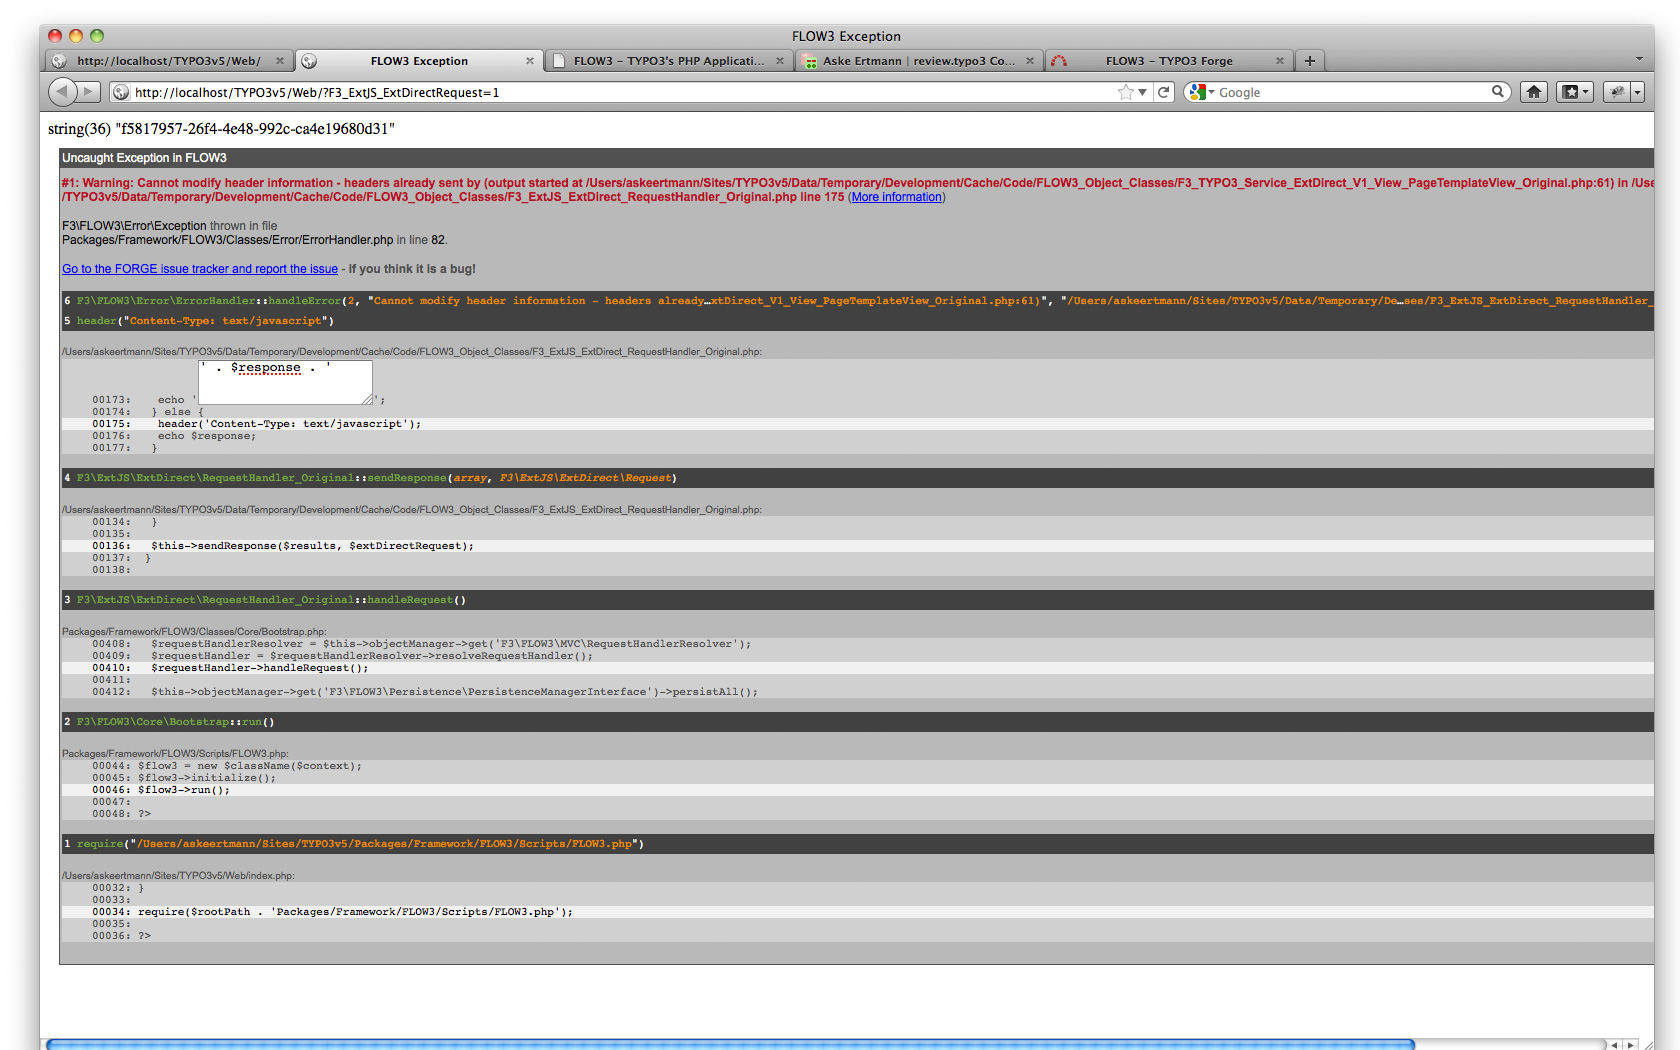 FLOW3 Exception
http://localhost/TYPO3v5/Web/
FLOW3 Exception
FLOW3 - TYPO3's PHP Applicati...
Aske Ertmann | review.typo3 Co...
FLOW3 - TYPO3 Forge
http://localhost/TYPO3v5/Web/?F3_ExtJS_ExtDirectRequest=1
Google
string(36) "f5817957-26f4-4e48-992c-ca4e19680d31"
Uncaught Exception in FLOW3
#1: Warning: Cannot modify header information - headers already sent by (output started at /Users/askeertmann/Sites/TYPO3v5/Data/Temporary/Development/Cache/Code/FLOW3_Object_Classes/F3_TYPO3_Service_ExtDirect_V1_View_PageTemplateView_Original.php:61) in /Use
/TYPO3v5/Data/Temporary/Development/Cache/Code/FLOW3_Object_Classes/F3_ExtJS_ExtDirect_RequestHandler_Original.php line 175 (More information)
F3\FLOW3\Error\Exception thrown in file
Packages/Framework/FLOW3/Classes/Error/ErrorHandler.php in line 82.
Go to the FORGE issue tracker and report the issue - if you think it is a bug!
6 F3\FLOW3\Error\ErrorHandler::handleError(2, "Cannot modify header information - headers already…xtDirect_V1_View_PageTemplateView_Original.php:61)", "/Users/askeertmann/Sites/TYPO3v5/Data/Temporary/De…ses/F3_ExtJS_ExtDirect_RequestHandler_
5 header("Content-Type: text/javascript")
/Users/askeertmann/Sites/TYPO3v5/Data/Temporary/Development/Cache/Code/FLOW3_Object_Classes/F3_ExtJS_ExtDirect_RequestHandler_Original.php:
' . $response . '
00173: echo ' ';
00174: } else {
00175: header('Content-Type: text/javascript');
00176: echo $response;
00177: }
4 F3\ExtJS\ExtDirect\RequestHandler_Original::sendResponse(array, F3\ExtJS\ExtDirect\Request)
/Users/askeertmann/Sites/TYPO3v5/Data/Temporary/Development/Cache/Code/FLOW3_Object_Classes/F3_ExtJS_ExtDirect_RequestHandler_Original.php:
00134: }
00135:
00136: $this->sendResponse($results, $extDirectRequest);
00137: }
00138:
3 F3\ExtJS\ExtDirect\RequestHandler_Original::handleRequest()
Packages/Framework/FLOW3/Classes/Core/Bootstrap.php:
00408: $requestHandlerResolver = $this->objectManager->get('F3\FLOW3\MVC\RequestHandlerResolver');
00409: $requestHandler = $requestHandlerResolver->resolveRequestHandler();
00410: $requestHandler->handleRequest();
00411:
00412: $this->objectManager->get('F3\FLOW3\Persistence\PersistenceManagerInterface')->persistAll();
2 F3\FLOW3\Core\Bootstrap::run()
Packages/Framework/FLOW3/Scripts/FLOW3.php:
00044: $flow3 = new $className($context);
00045: $flow3->initialize();
00046: $flow3->run();
00047:
00048: ?>
1 require("/Users/askeertmann/Sites/TYPO3v5/Packages/Framework/FLOW3/Scripts/FLOW3.php")
/Users/askeertmann/Sites/TYPO3v5/Web/index.php:
00032: }
00033:
00034: require($rootPath . 'Packages/Framework/FLOW3/Scripts/FLOW3.php');
00035:
00036: ?>